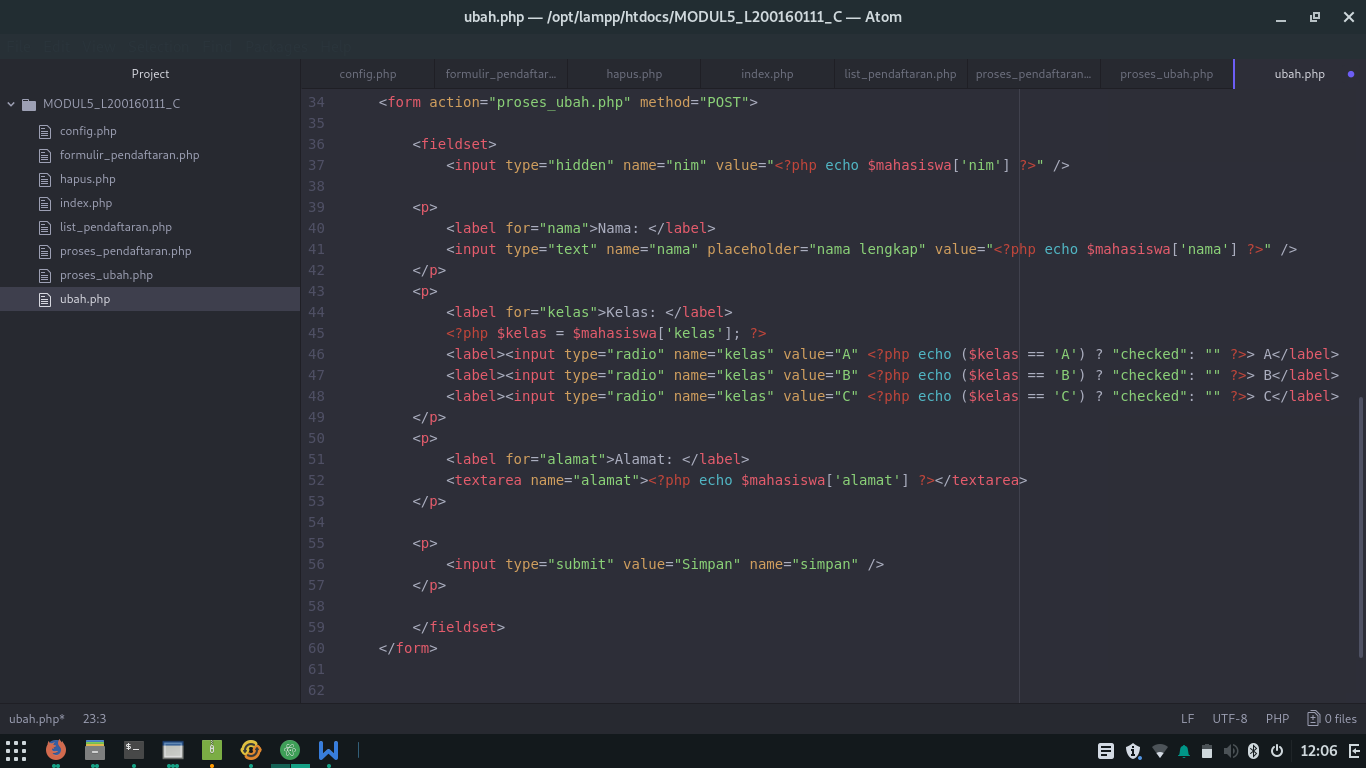 ubah.php — /opt/lampp/htdocs/MODUL5_L200160111_C — Atom
Project
config.php
formulir_pendaftar...
hapus.php
index.php
list_pendaftaran.php
proses_pendaftaran...
proses_ubah.php
ubah.php
MODUL5_L200160111_C
config.php
formulir_pendaftaran.php
hapus.php
index.php
list_pendaftaran.php
proses_pendaftaran.php
proses_ubah.php
ubah.php
34 <form action="proses_ubah.php" method="POST">
35
36 <fieldset>
37 <input type="hidden" name="nim" value="<?php echo $mahasiswa['nim'] ?>" />
38
39 <p>
40 <label for="nama">Nama: </label>
41 <input type="text" name="nama" placeholder="nama lengkap" value="<?php echo $mahasiswa['nama'] ?>" />
42 </p>
43 <p>
44 <label for="kelas">Kelas: </label>
45 <?php $kelas = $mahasiswa['kelas']; ?>
46 <label><input type="radio" name="kelas" value="A" <?php echo ($kelas == 'A') ? "checked": "" ?>> A</label>
47 <label><input type="radio" name="kelas" value="B" <?php echo ($kelas == 'B') ? "checked": "" ?>> B</label>
48 <label><input type="radio" name="kelas" value="C" <?php echo ($kelas == 'C') ? "checked": "" ?>> C</label>
49 </p>
50 <p>
51 <label for="alamat">Alamat: </label>
52 <textarea name="alamat"><?php echo $mahasiswa['alamat'] ?></textarea>
53 </p>
54
55 <p>
56 <input type="submit" value="Simpan" name="simpan" />
57 </p>
58
59 </fieldset>
60 </form>
61
62
ubah.php* 23:3 LF UTF-8 PHP 0 files
12:06